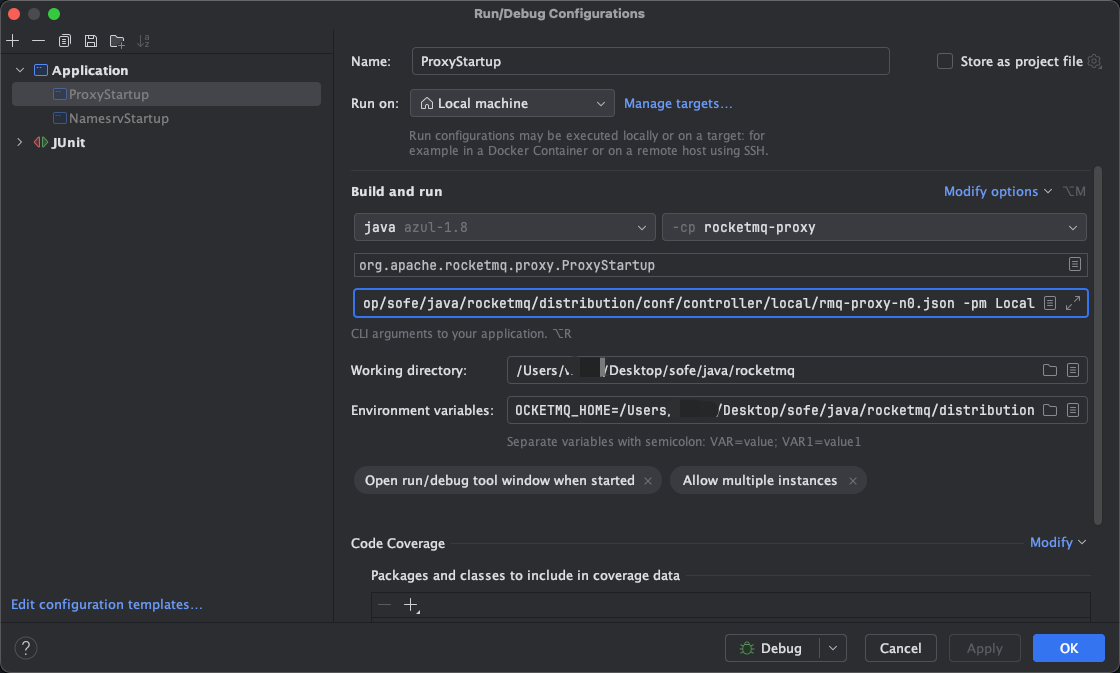 Run/Debug Configurations
Application
ProxyStartup
NamesrvStartup
JUnit
Edit configuration templates...
Name: ProxyStartup
Store as project file
Run on: Local machine Manage targets...
Run configurations may be executed locally or on a target: for
example in a Docker Container or on a remote host using SSH.
Build and run Modify options ⌥M
java azul-1.8 -cp rocketmq-proxy
org.apache.rocketmq.proxy.ProxyStartup
op/sofe/java/rocketmq/distribution/conf/controller/local/rmq-proxy-n0.json -pm Local
CLI arguments to your application. ⌥R
Working directory: /Users/ /Desktop/sofe/java/rocketmq
Environment variables: OCKETMQ_HOME=/Users, /Desktop/sofe/java/rocketmq/distribution
Separate variables with semicolon: VAR=value; VAR1=value1
Open run/debug tool window when started ×
Allow multiple instances ×
Code Coverage Modify
Packages and classes to include in coverage data
? Debug Cancel Apply OK